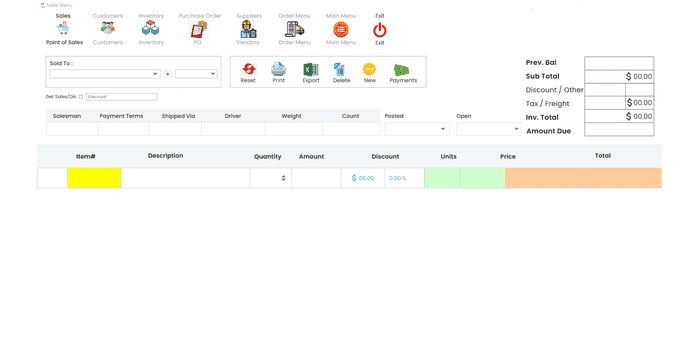 Sales Menu
Sales Customers Inventory Purchase Order Suppliers Order Menu Main Menu Exit
Point of Sales Customers Inventory PO Vendors Order Menu Main Menu Exit
Sold To :
+
Reset Print Export Delete New Payments
Get Sales/Dis Discount
Prev. Bal
Sub Total $ 00.00
Discount / Other
Tax / Freight $ 00.00
Inv. Total $ 00.00
Amount Due
Salesman Payment Terms Shipped Via Driver Weight Count Posted Open
Item# Description Quantity Amount Discount Units Price Total
$ 00.00 0.00 %